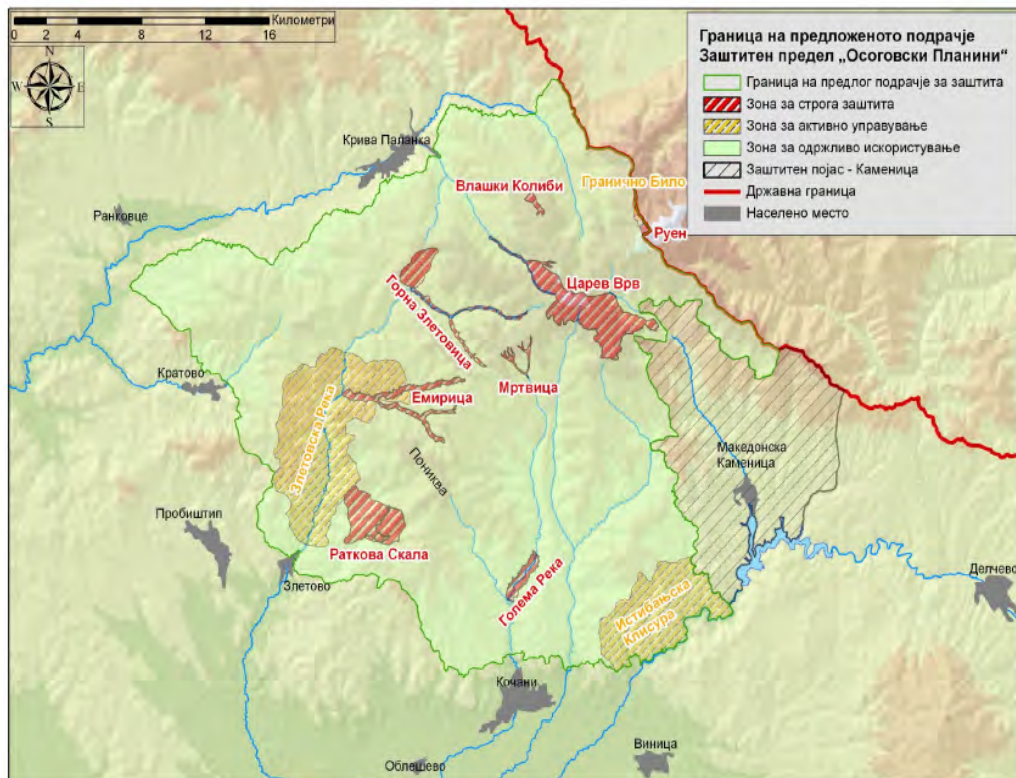 Километри
0 2 4 8 12 16
N
W E
S
Граница на предложеното подрачје
Заштитен предел „Осоговски Планини“
Граница на предлог подрачје за заштита
Зона за строга заштита
Зона за активно управување
Зона за одржливо искористување
Заштитен појас - Каменица
Државна граница
Населено место
Крива Паланка
Влашки Колиби
Гранично Било
Ранковце
Руен
Царев Врв
Горна Злетовица
Кратово
Мртвица
Емирица
Злетовска Река
Македонска
Каменица
Пониква
Пробиштип
Раткова Скала
Злетово
Голема Река
Делчево
Истибањска
Клисура
Кочани
Облешево
Виница